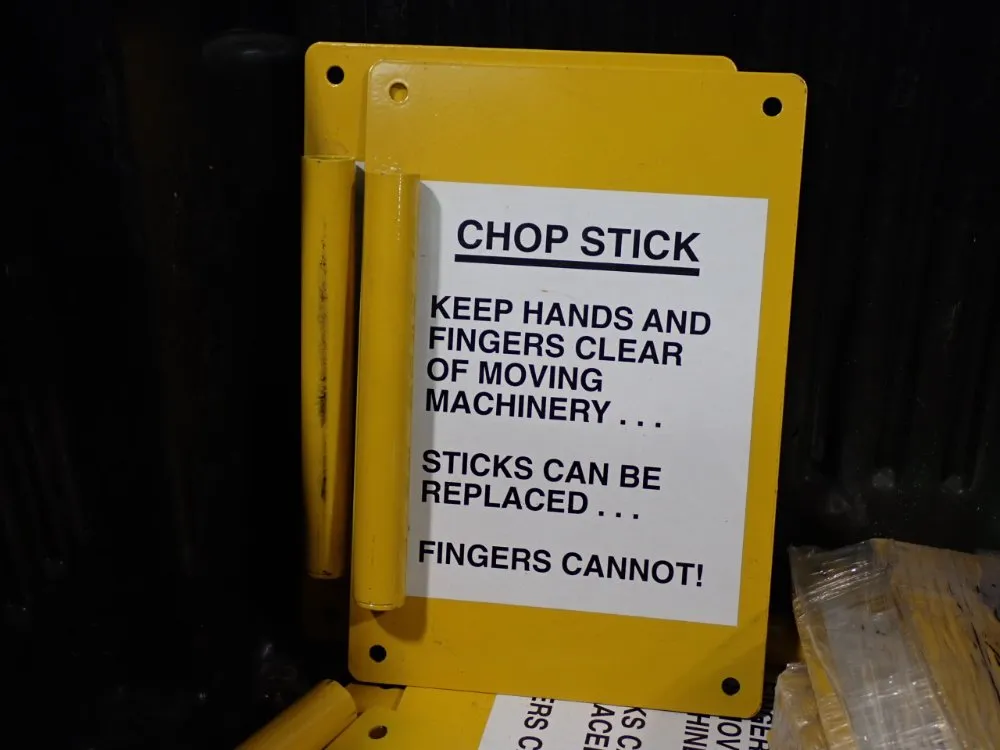 CHOP STICK
KEEP HANDS AND
FINGERS CLEAR
OF MOVING
MACHINERY . . .
STICKS CAN BE
REPLACED . . .
FINGERS CANNOT!